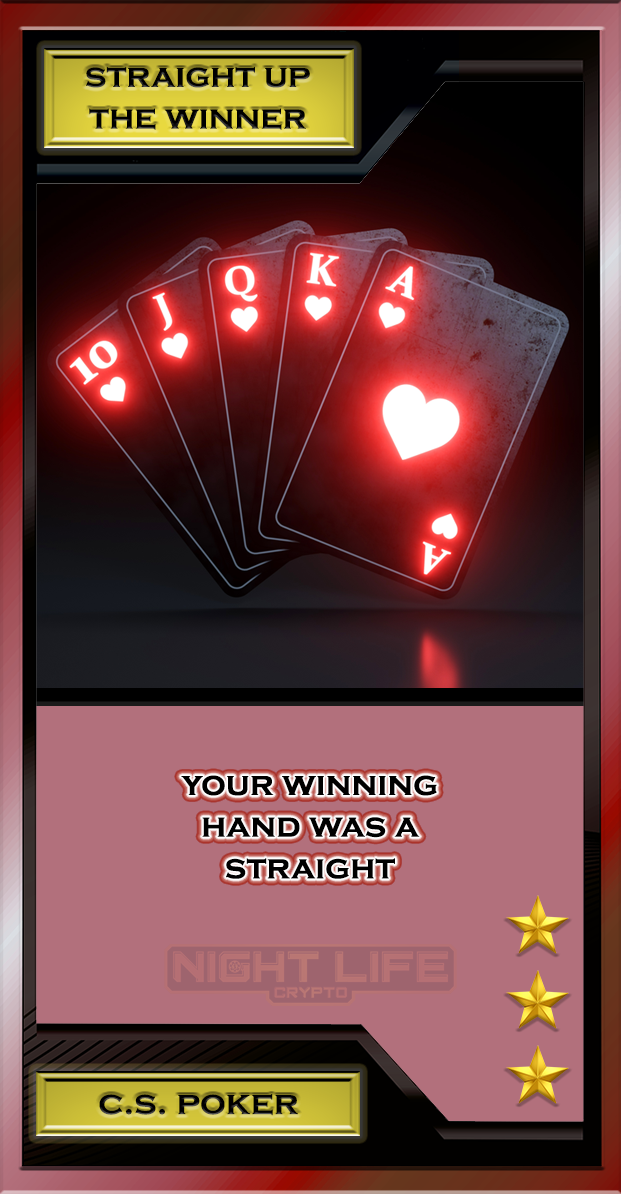 STRAIGHT UP
THE WINNER
10
J
Q
K
A
A
YOUR WINNING
HAND WAS A
STRAIGHT
NIGHT LIFE
CRYPTO
C.S. POKER